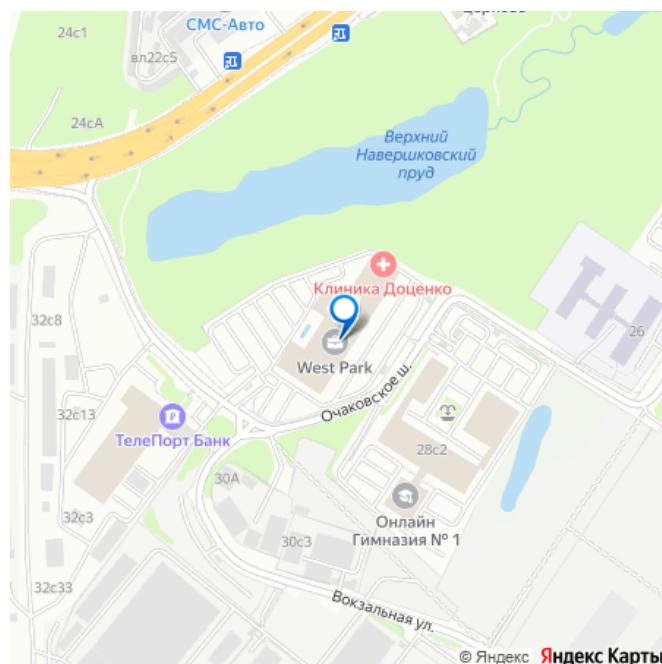 24с1
СМС-Авто
вл22с5
24сА
Верхний
Навершковский
пруд
Клиника Доценко
32с8
26
West Park
Очаковское ш.
32с13
ТелеПорт Банк
28с2
30А
Онлайн
Гимназия № 1
32с3
30с3
32с33
Вокзальная ул.
© Яндекс Яндекс Карты